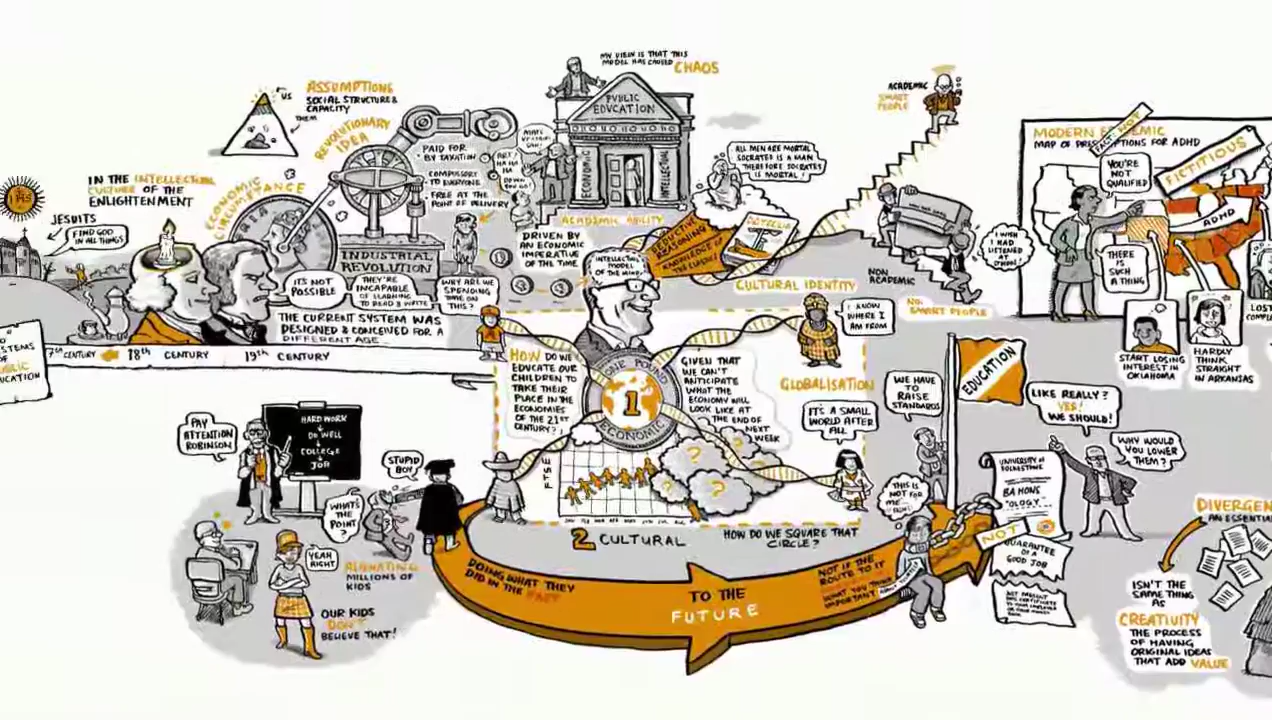 MY VIEW IS THAT THIS
MODEL HAS CAUSED CHAOS
ASSUMPTIONS
SOCIAL STRUCTURE &
CAPACITY
US
THEM
REVOLUTIONARY
IDEA
PAID FOR
BY TAXATION
COMPULSORY
TO EVERYONE
FREE AT THE
POINT OF DELIVERY
PUBLIC
EDUCATION
ECONOMIC
INTELLECTUAL
ACADEMIC
SMART
PEOPLE
ALL MEN ARE MORTAL
SOCRATES IS A MAN
THEREFORE SOCRATES
IS MORTAL!
IN THE INTELLECTUAL
CULTURE OF THE
ENLIGHTENMENT
ECONOMIC
CIRCUMSTANCE
IHS
JESUITS
FIND GOD
IN ALL THINGS
INDUSTRIAL
REVOLUTION
IT'S NOT
POSSIBLE
THEY'RE
INCAPABLE
OF LEARNING
TO READ & WRITE
WHY ARE WE
SPENDING
TIME ON
THIS?
THE CURRENT SYSTEM WAS
DESIGNED & CONCEIVED FOR A
DIFFERENT AGE
18TH CENTURY
19TH CENTURY
ACADEMIC ABILITY
DRIVEN BY
AN ECONOMIC
IMPERATIVE
OF THE TIME
INTELLECTUAL
MODEL
OF THE MIND
DEDUCTIVE
REASONING
KNOWLEDGE OF
THE CLASSICS
CULTURAL IDENTITY
I KNOW
WHERE I
AM FROM
NON
ACADEMIC
NON
SMART PEOPLE
I WISH
I HAD
LISTENED
AT SCHOOL!
MODERN EPIDEMIC
MAP OF PRESCRIPTIONS FOR ADHD
FICTITIOUS
YOU'RE
NOT
QUALIFIED
THERE
IS
SUCH
A THING
ADHD
START LOSING
INTEREST IN
OKLAHOMA
HARDLY
THINK
STRAIGHT
IN ARKANSAS
HOW DO WE
EDUCATE OUR
CHILDREN TO
TAKE THEIR
PLACE IN THE
ECONOMIES
OF THE 21ST
CENTURY?
ONE POUND
1
ECONOMIC
GIVEN THAT
WE CAN'T
ANTICIPATE
WHAT THE
ECONOMY WILL
LOOK LIKE AT
THE END OF
NEXT
WEEK
GLOBALISATION
IT'S A SMALL
WORLD AFTER
ALL
FTSE
2 CULTURAL
HOW DO WE SQUARE THAT
CIRCLE?
WE HAVE
TO
RAISE
STANDARDS
EDUCATION
LIKE REALLY?
YES!
WE SHOULD!
WHY WOULD
YOU LOWER
THEM?
PAY
ATTENTION
ROBINSON
HARD WORK
DO WELL
COLLEGE
JOB
STUPID
BOY
WHAT'S
THE
POINT
?
YEAH
RIGHT
ALIENATING
MILLIONS OF
KIDS
OUR KIDS
DON'T
BELIEVE THAT!
DOING WHAT THEY
DID IN THE PAST
TO THE
FUTURE
NOT IF THE
ROUTE TO IT
WHAT YOU THINK
IMPORTANT
THIS IS
NOT FOR
ME
UNIVERSITY OF
FOLKESTONE
BA HONS
'OLOGY'
NOT
GUARANTEE
OF A
GOOD JOB
DIVERGEN
AN ESSENTIA
ISN'T THE
SAME THING
AS
CREATIVITY
THE PROCESS
OF HAVING
ORIGINAL IDEAS
THAT ADD VALUE